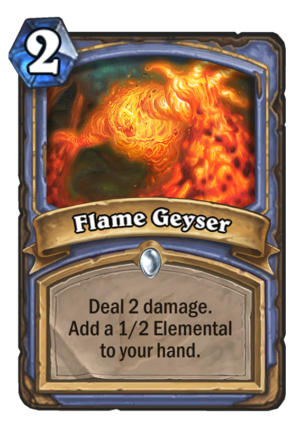 2
Flame Geyser
Deal 2 damage.
Add a 1/2 Elemental
to your hand.